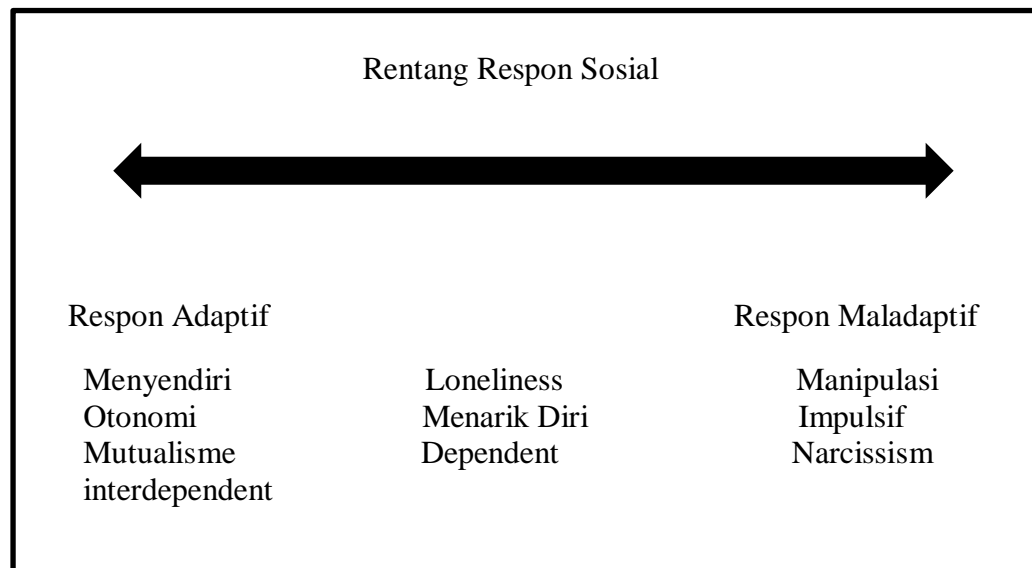 Rentang Respon Sosial
Respon Adaptif Respon Maladaptif
Menyendiri Loneliness Manipulasi
Otonomi Menarik Diri Impulsif
Mutualisme Dependent Narcissism
interdependent